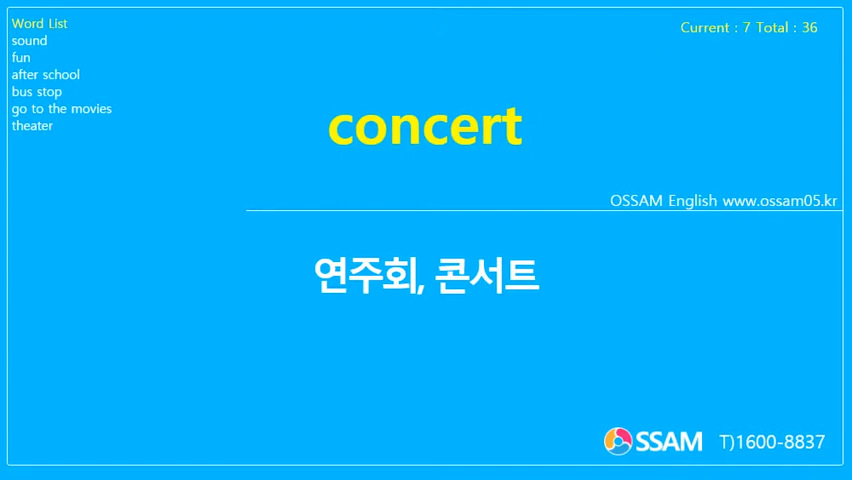 Word List
sound
fun
after school
bus stop
go to the movies
theater
Current : 7 Total : 36
concert
OSSAM English www.ossam05.kr
연주회, 콘서트
OSSAM T)1600-8837